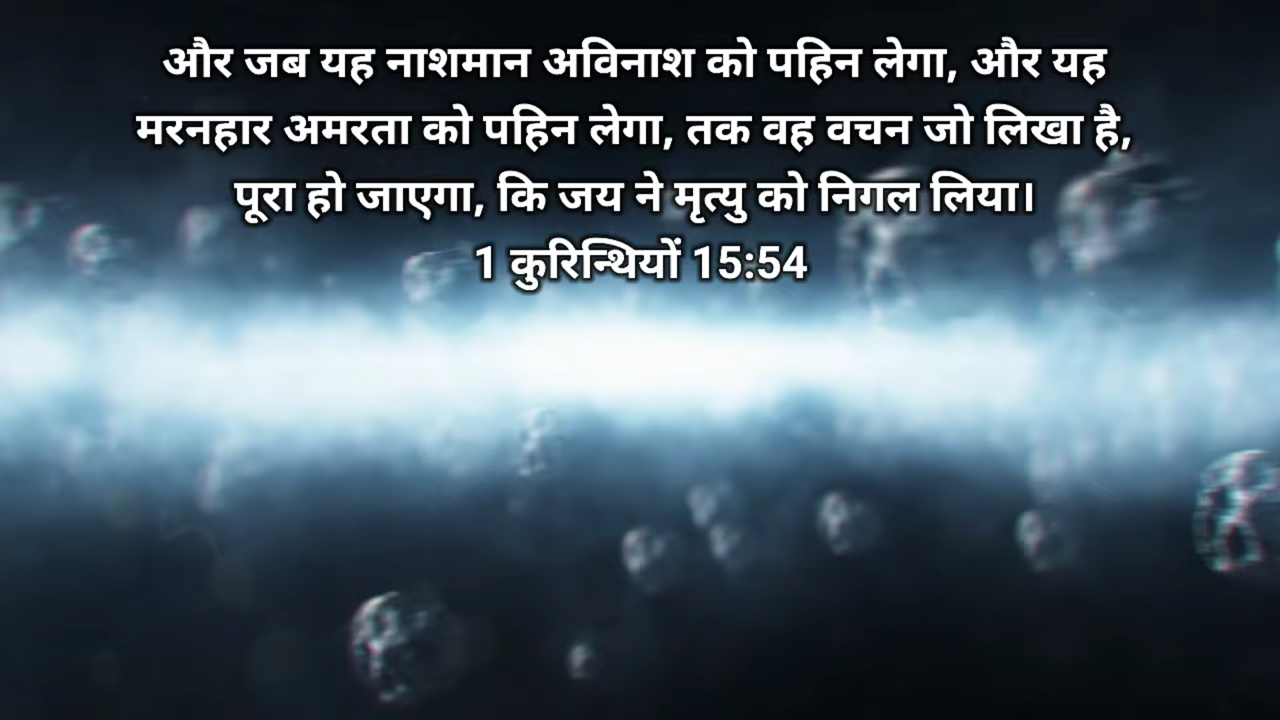 और जब यह नाशमान अविनाश को पहिन लेगा, और यह
मरनहार अमरता को पहिन लेगा, तक वह वचन जो लिखा है,
पूरा हो जाएगा, कि जय ने मृत्यु को निगल लिया।
1 कुरिन्थियों 15:54